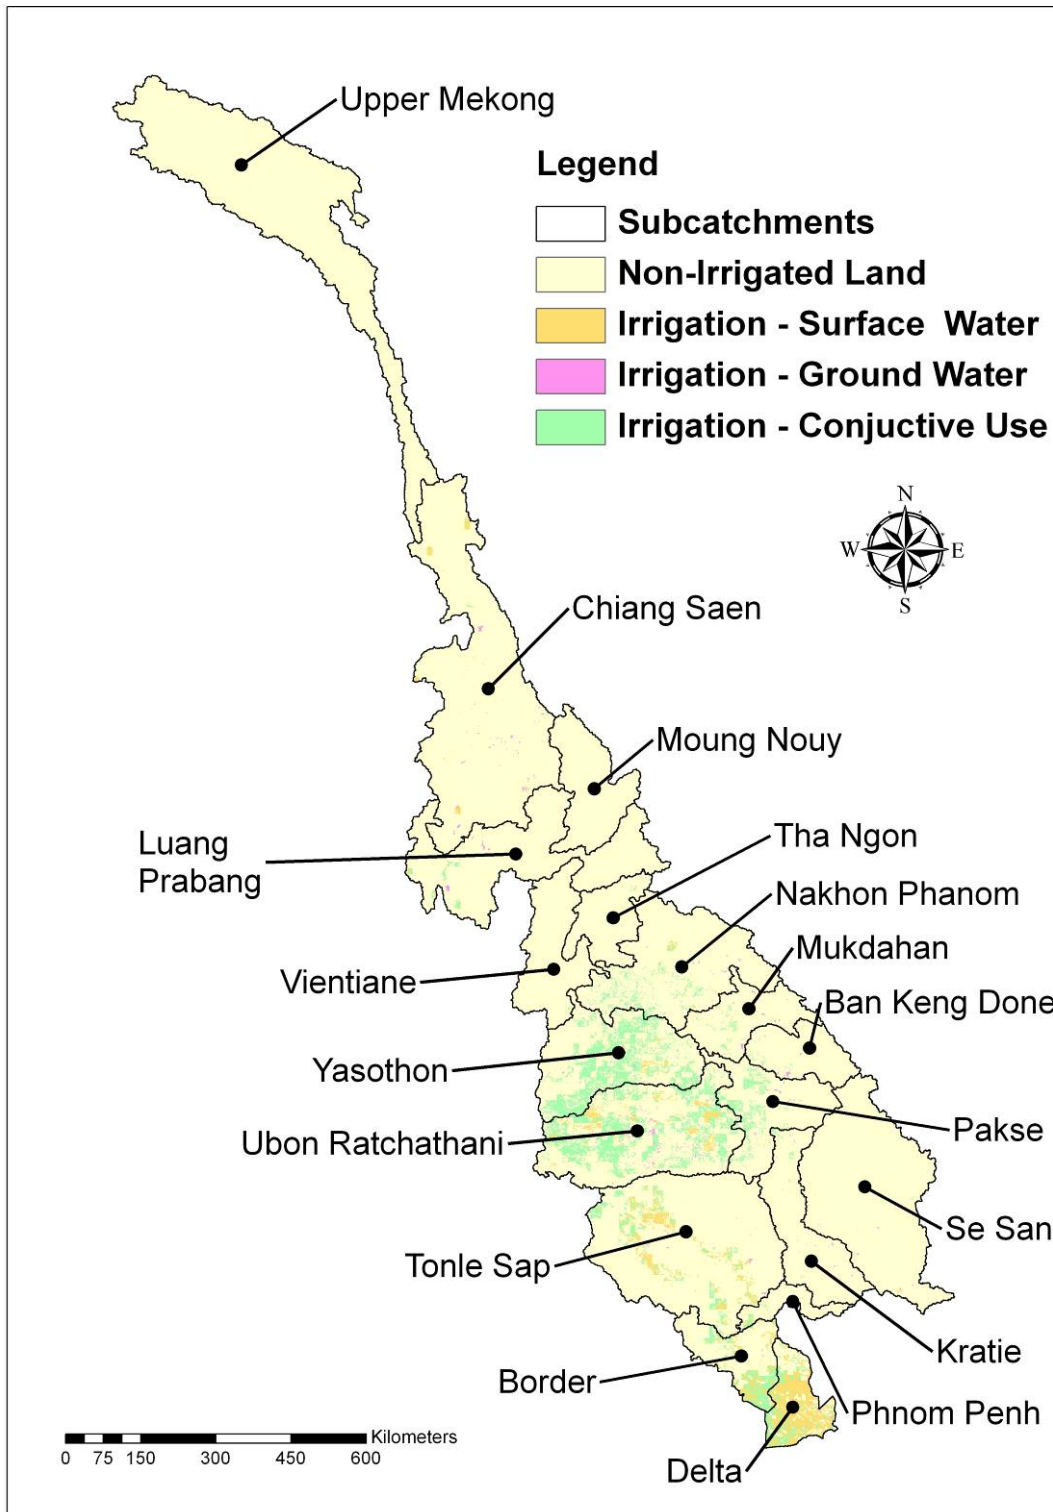 Upper Mekong
Legend
Subcatchments
Non-Irrigated Land
Irrigation - Surface Water
Irrigation - Ground Water
Irrigation - Conjuctive Use
N
W
E
S
Chiang Saen
Moung Nouy
Luang
Prabang
Tha Ngon
Nakhon Phanom
Mukdahan
Vientiane
Ban Keng Done
Yasothon
Ubon Ratchathani
Pakse
Se San
Tonle Sap
Kratie
Border
Phnom Penh
Delta
Kilometers
0 75 150 300 450 600